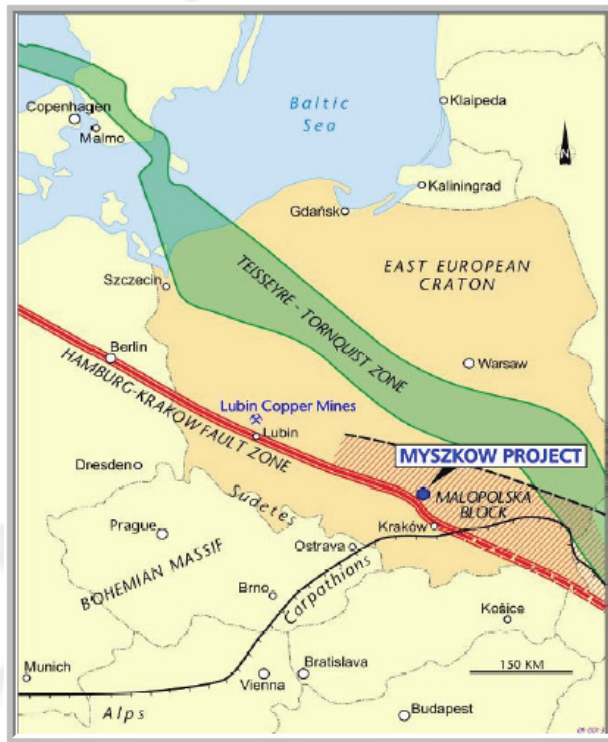 Baltic
Sea
Klaipeda
Copenhagen
Malmo
N
Kaliningrad
Gdańsk
EAST EUROPEAN
CRATON
Szczecin
TEISSEYRE - TORNQUIST ZONE
Warsaw
Berlin
HAMBURG-KRAKOW FAULT ZONE
Lubin Copper Mines
Lubin
MYSZKOW PROJECT
Dresden
MALOPOLSKA
BLOCK
Sudetes
Kraków
Prague
Ostrava
BOHEMIAN MASSIF
Carpathions
Brno
Košice
Munich
Vienna
Bratislava
150 KM
Alps
Budapest